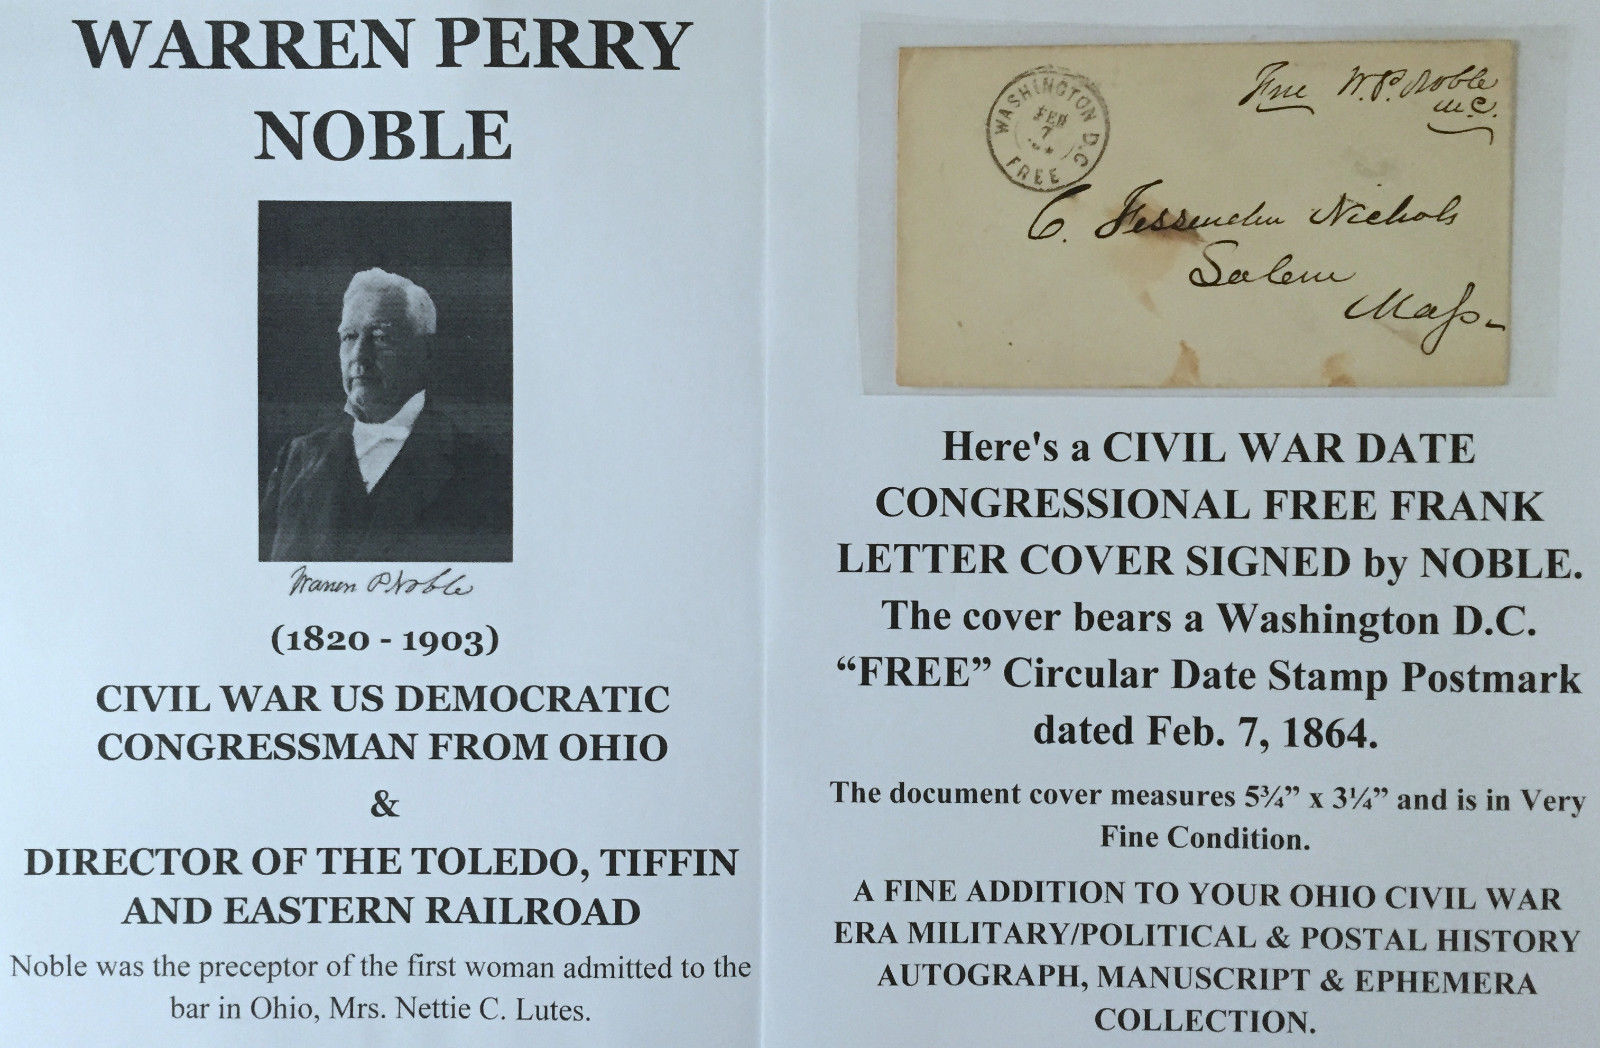 WARREN PERRY
NOBLE
Warren P Noble
(1820 - 1903)
CIVIL WAR US DEMOCRATIC
CONGRESSMAN FROM OHIO
&
DIRECTOR OF THE TOLEDO, TIFFIN
AND EASTERN RAILROAD
Noble was the preceptor of the first woman admitted to the
bar in Ohio, Mrs. Nettie C. Lutes.
WASHINGTON D.C
FEB
7
FREE
Free W. P. Noble
M.C.
C. Fessenden Nichols
Salem
Mass-
Here's a CIVIL WAR DATE
CONGRESSIONAL FREE FRANK
LETTER COVER SIGNED by NOBLE.
The cover bears a Washington D.C.
“FREE” Circular Date Stamp Postmark
dated Feb. 7, 1864.
The document cover measures 5¾” x 3¼” and is in Very
Fine Condition.
A FINE ADDITION TO YOUR OHIO CIVIL WAR
ERA MILITARY/POLITICAL & POSTAL HISTORY
AUTOGRAPH, MANUSCRIPT & EPHEMERA
COLLECTION.